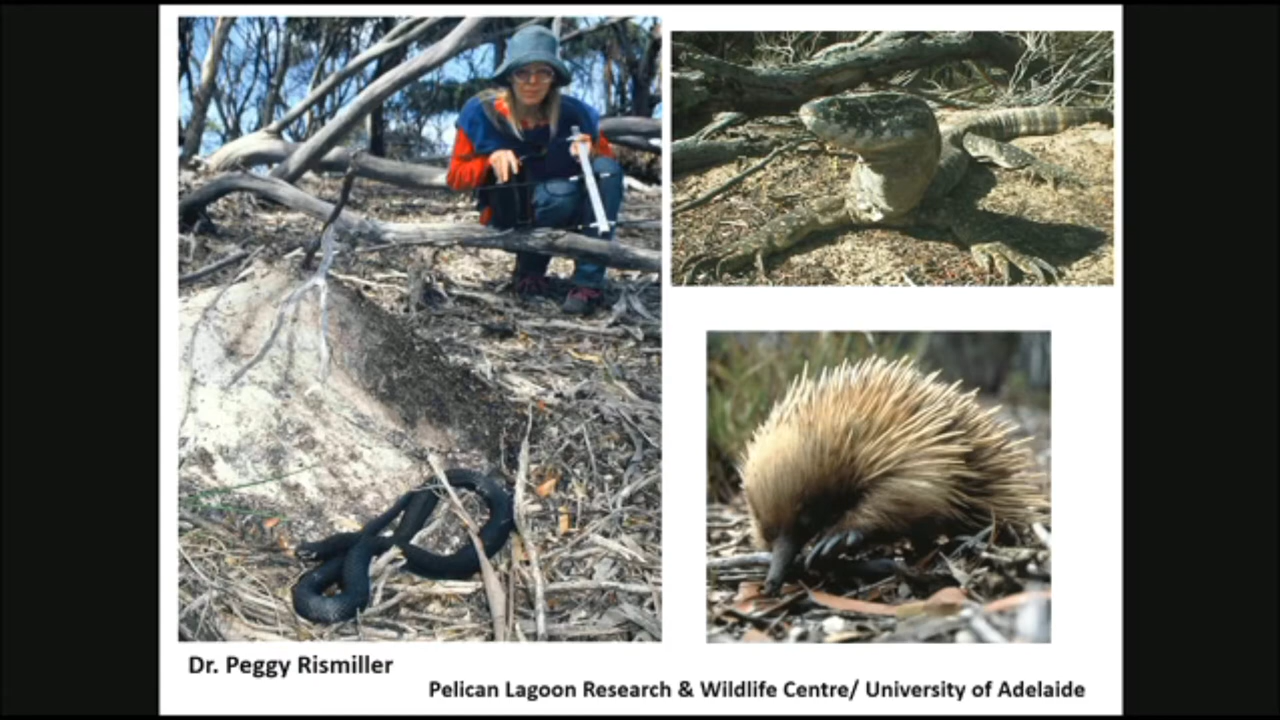 Dr. Peggy Rismiller
Pelican Lagoon Research & Wildlife Centre/ University of Adelaide